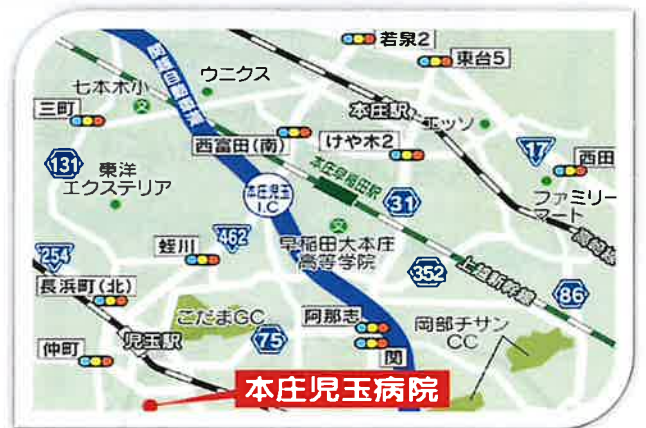 若泉2
東台5
ウニクス
関越自動車道
七本木小
文
本庄駅
三町
エッソ
西富田(南)
けや木2
17
西田
131
東洋
エクステリア
本庄早稲田駅
本庄児玉
I.C
31
ファミリー
マート
462
早稲田大本庄
高等学院
文
254
蛭川
352
上越新幹線
86
長浜町(北)
こだまGC
阿那志
岡部チサン
CC
児玉駅
75
仲町
関
本庄児玉病院